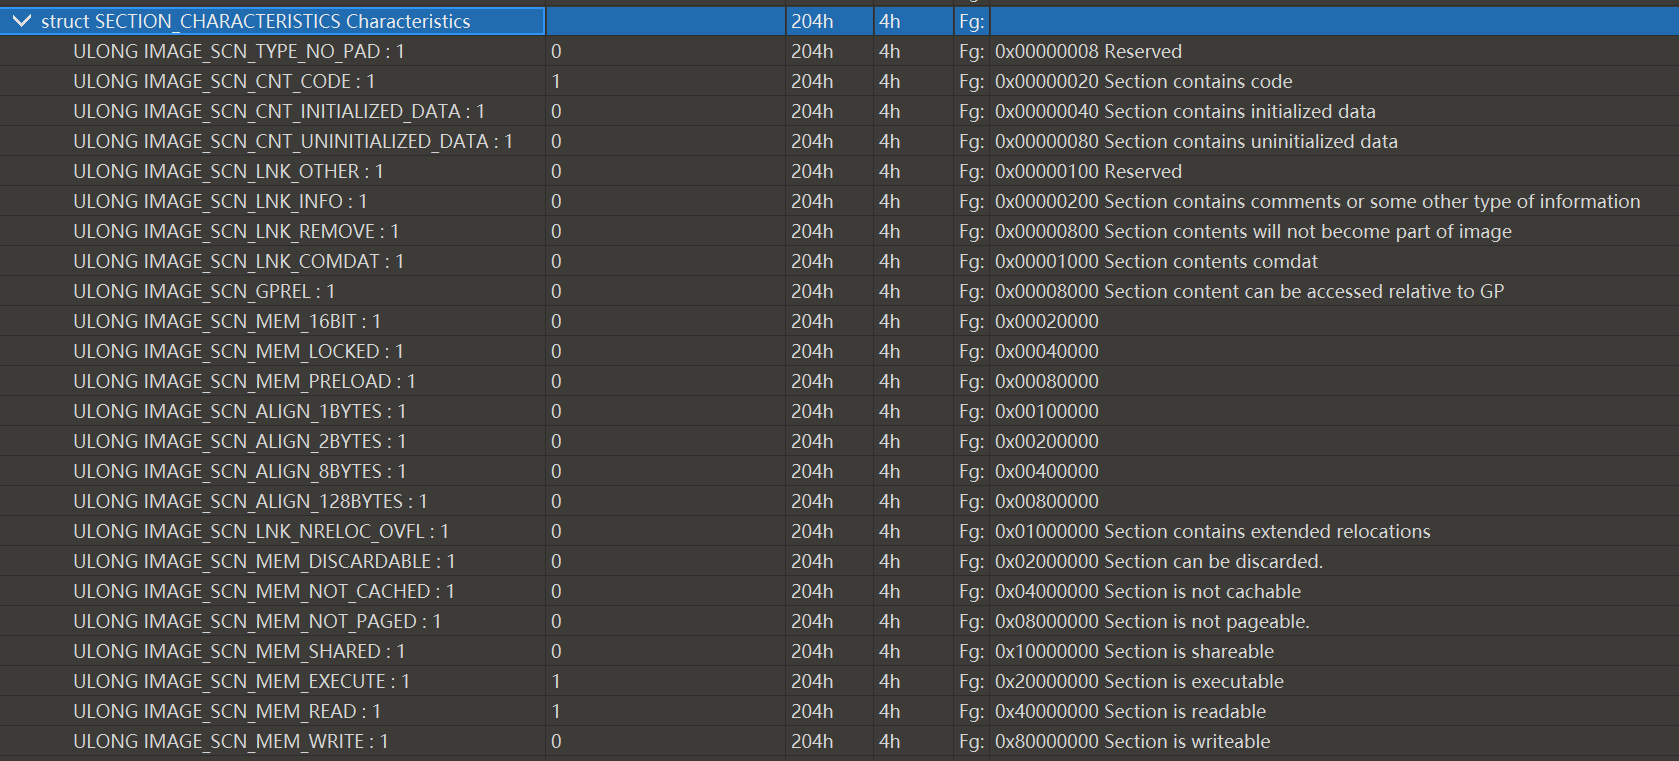 struct SECTION_CHARACTERISTICS Characteristics 204h 4h Fg:
ULONG IMAGE_SCN_TYPE_NO_PAD : 1 0 204h 4h Fg: 0x00000008 Reserved
ULONG IMAGE_SCN_CNT_CODE : 1 1 204h 4h Fg: 0x00000020 Section contains code
ULONG IMAGE_SCN_CNT_INITIALIZED_DATA : 1 0 204h 4h Fg: 0x00000040 Section contains initialized data
ULONG IMAGE_SCN_CNT_UNINITIALIZED_DATA : 1 0 204h 4h Fg: 0x00000080 Section contains uninitialized data
ULONG IMAGE_SCN_LNK_OTHER : 1 0 204h 4h Fg: 0x00000100 Reserved
ULONG IMAGE_SCN_LNK_INFO : 1 0 204h 4h Fg: 0x00000200 Section contains comments or some other type of information
ULONG IMAGE_SCN_LNK_REMOVE : 1 0 204h 4h Fg: 0x00000800 Section contents will not become part of image
ULONG IMAGE_SCN_LNK_COMDAT : 1 0 204h 4h Fg: 0x00001000 Section contents comdat
ULONG IMAGE_SCN_GPREL : 1 0 204h 4h Fg: 0x00008000 Section content can be accessed relative to GP
ULONG IMAGE_SCN_MEM_16BIT : 1 0 204h 4h Fg: 0x00020000
ULONG IMAGE_SCN_MEM_LOCKED : 1 0 204h 4h Fg: 0x00040000
ULONG IMAGE_SCN_MEM_PRELOAD : 1 0 204h 4h Fg: 0x00080000
ULONG IMAGE_SCN_ALIGN_1BYTES : 1 0 204h 4h Fg: 0x00100000
ULONG IMAGE_SCN_ALIGN_2BYTES : 1 0 204h 4h Fg: 0x00200000
ULONG IMAGE_SCN_ALIGN_8BYTES : 1 0 204h 4h Fg: 0x00400000
ULONG IMAGE_SCN_ALIGN_128BYTES : 1 0 204h 4h Fg: 0x00800000
ULONG IMAGE_SCN_LNK_NRELOC_OVFL : 1 0 204h 4h Fg: 0x01000000 Section contains extended relocations
ULONG IMAGE_SCN_MEM_DISCARDABLE : 1 0 204h 4h Fg: 0x02000000 Section can be discarded.
ULONG IMAGE_SCN_MEM_NOT_CACHED : 1 0 204h 4h Fg: 0x04000000 Section is not cachable
ULONG IMAGE_SCN_MEM_NOT_PAGED : 1 0 204h 4h Fg: 0x08000000 Section is not pageable.
ULONG IMAGE_SCN_MEM_SHARED : 1 0 204h 4h Fg: 0x10000000 Section is shareable
ULONG IMAGE_SCN_MEM_EXECUTE : 1 1 204h 4h Fg: 0x20000000 Section is executable
ULONG IMAGE_SCN_MEM_READ : 1 1 204h 4h Fg: 0x40000000 Section is readable
ULONG IMAGE_SCN_MEM_WRITE : 1 0 204h 4h Fg: 0x80000000 Section is writeable